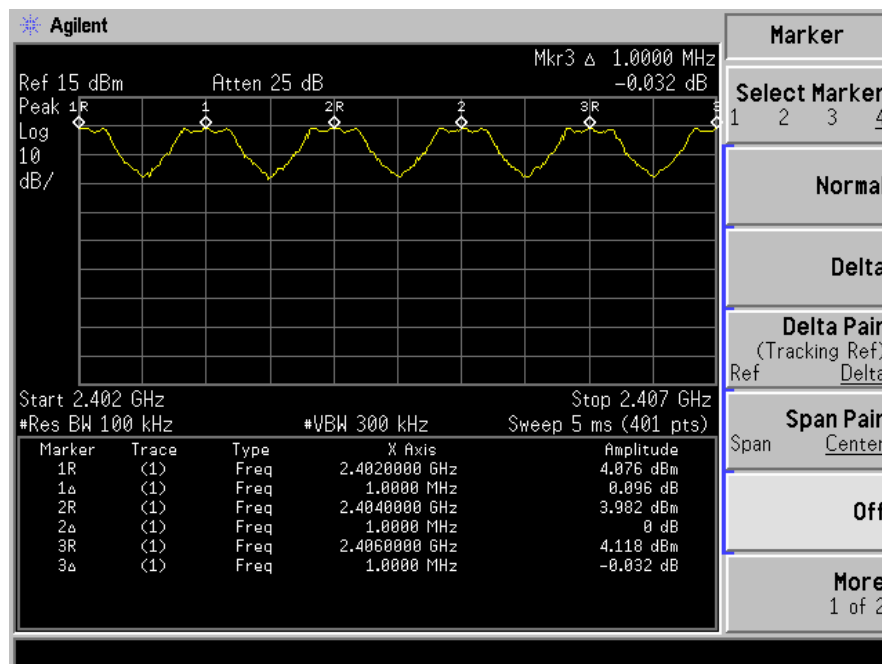 Agilent
Marker
Mkr3 Δ 1.0000 MHz
Ref 15 dBm Atten 25 dB -0.032 dB
Peak
Log
10
dB/
1R 1 2R 2 3R 3
Start 2.402 GHz Stop 2.407 GHz
#Res BW 100 kHz #VBW 300 kHz Sweep 5 ms (401 pts)
Marker Trace Type X Axis Amplitude
1R (1) Freq 2.4020000 GHz 4.076 dBm
1Δ (1) Freq 1.0000 MHz 0.096 dB
2R (1) Freq 2.4040000 GHz 3.982 dBm
2Δ (1) Freq 1.0000 MHz 0 dB
3R (1) Freq 2.4060000 GHz 4.118 dBm
3Δ (1) Freq 1.0000 MHz -0.032 dB
Select Marker
1 2 3 4
Normal
Delta
Delta Pair
(Tracking Ref)
Ref Delta
Span Pair
Span Center
Off
More
1 of 2